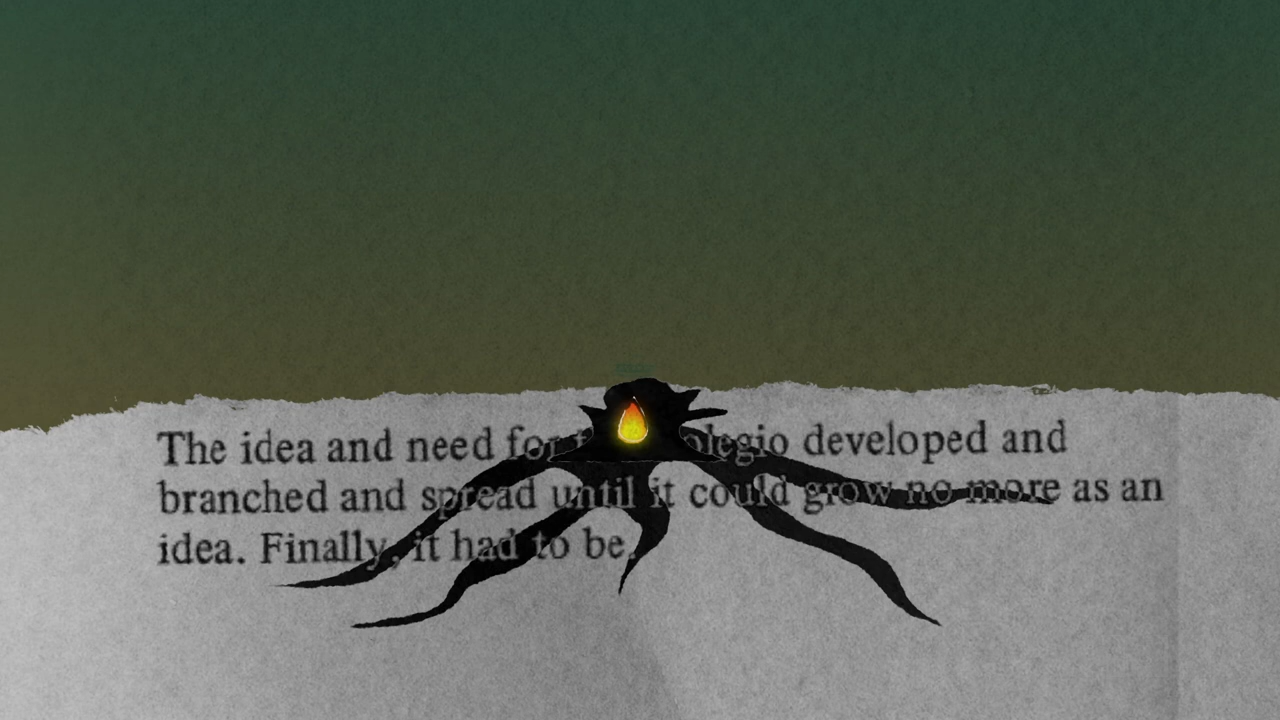 The idea and need for olegio developed and
branched and spread until it could grow no more as an
idea. Finally, it had to be.